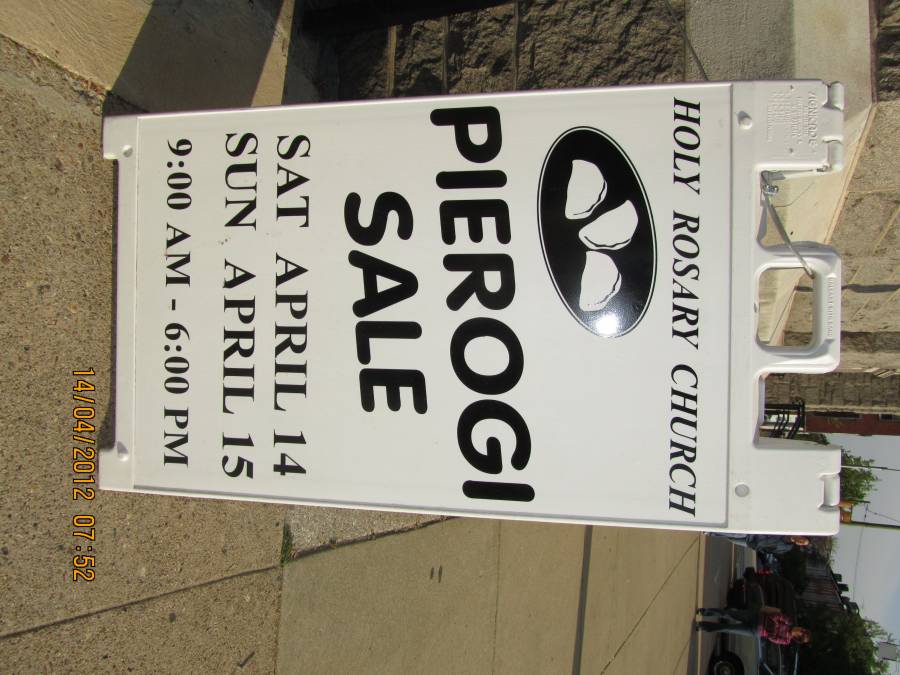 HOLY ROSARY CHURCH
PIEROGI
SALE
SAT APRIL 14
SUN APRIL 15
9:00 AM - 6:00 PM
14/04/2012 07:52